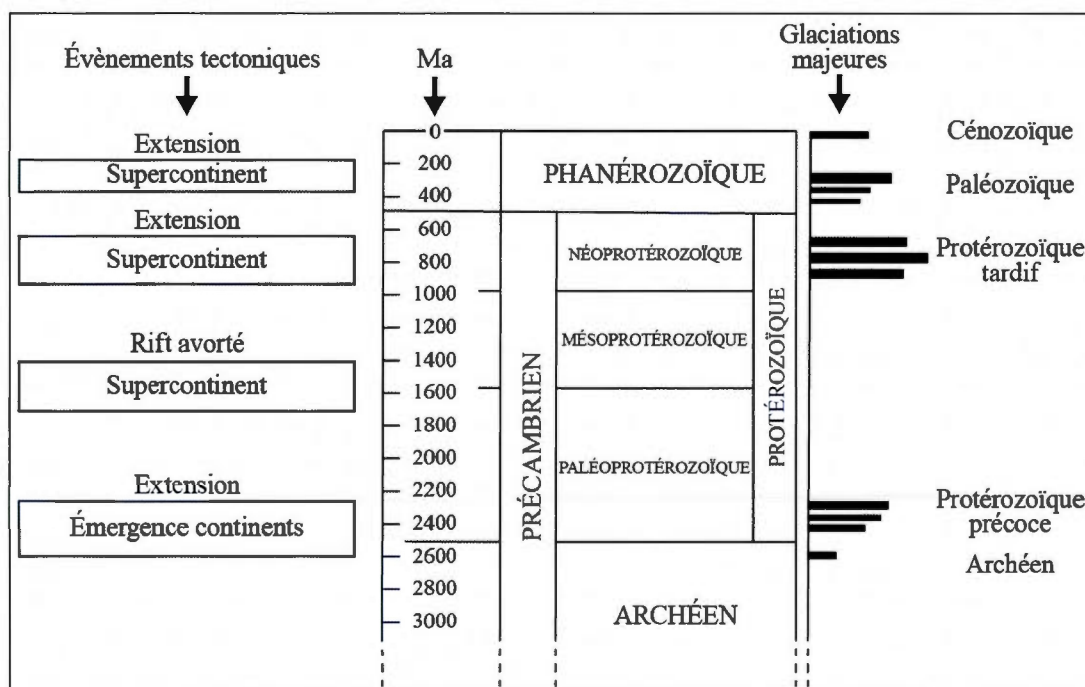 Évènements tectoniques
Ma
Glaciations
majeures
Extension
Supercontinent
Extension
Supercontinent
Rift avorté
Supercontinent
Extension
Émergence continents
0
200
400
600
800
1000
1200
1400
1600
1800
2000
2200
2400
2600
2800
3000
PHANÉROZOÏQUE
PRÉCAMBRIEN
NÉOPROTÉROZOÏQUE
MÉSOPROTÉROZOÏQUE
PALÉOPROTÉROZOÏQUE
PROTÉROZOÏQUE
ARCHÉEN
Cénozoïque
Paléozoïque
Protérozoïque
tardif
Protérozoïque
précoce
Archéen